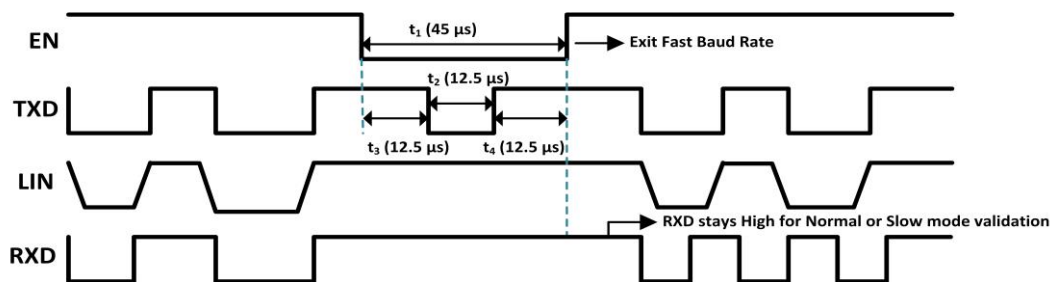 EN
t₁ (45 µs)
Exit Fast Baud Rate
t₂ (12.5 µs)
TXD
t₃ (12.5 µs)
t₄ (12.5 µs)
LIN
RXD stays High for Normal or Slow mode validation
RXD